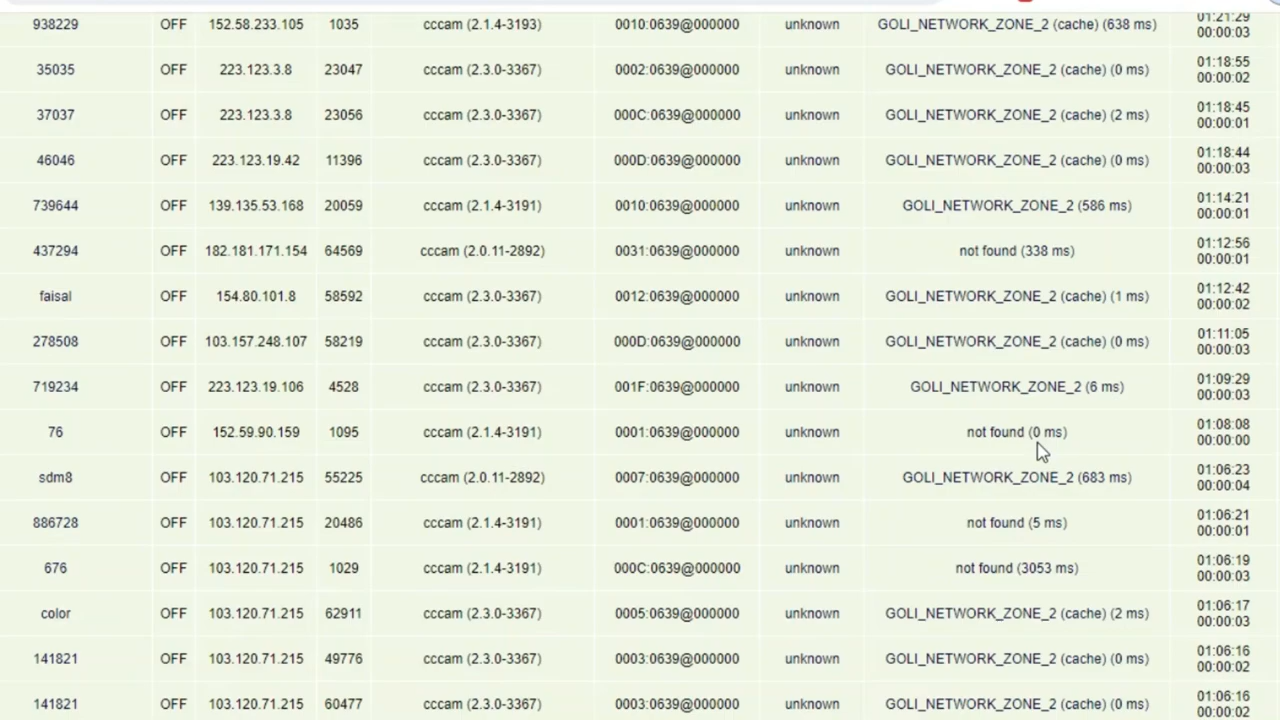 938229 OFF 152.58.233.105 1035 cccam (2.1.4-3193) 0010:0639@000000 unknown GOLI_NETWORK_ZONE_2 (cache) (638 ms) 01:21:29
00:00:03
35035 OFF 223.123.3.8 23047 cccam (2.3.0-3367) 0002:0639@000000 unknown GOLI_NETWORK_ZONE_2 (cache) (0 ms) 01:18:55
00:00:02
37037 OFF 223.123.3.8 23056 cccam (2.3.0-3367) 000C:0639@000000 unknown GOLI_NETWORK_ZONE_2 (cache) (2 ms) 01:18:45
00:00:01
46046 OFF 223.123.19.42 11396 cccam (2.3.0-3367) 000D:0639@000000 unknown GOLI_NETWORK_ZONE_2 (cache) (0 ms) 01:18:44
00:00:03
739644 OFF 139.135.53.168 20059 cccam (2.1.4-3191) 0010:0639@000000 unknown GOLI_NETWORK_ZONE_2 (586 ms) 01:14:21
00:00:01
437294 OFF 182.181.171.154 64569 cccam (2.0.11-2892) 0031:0639@000000 unknown not found (338 ms) 01:12:56
00:00:01
faisal OFF 154.80.101.8 58592 cccam (2.3.0-3367) 0012:0639@000000 unknown GOLI_NETWORK_ZONE_2 (cache) (1 ms) 01:12:42
00:00:02
278508 OFF 103.157.248.107 58219 cccam (2.3.0-3367) 000D:0639@000000 unknown GOLI_NETWORK_ZONE_2 (cache) (0 ms) 01:11:05
00:00:03
719234 OFF 223.123.19.106 4528 cccam (2.3.0-3367) 001F:0639@000000 unknown GOLI_NETWORK_ZONE_2 (6 ms) 01:09:29
00:00:03
76 OFF 152.59.90.159 1095 cccam (2.1.4-3191) 0001:0639@000000 unknown not found (0 ms) 01:08:08
00:00:00
sdm8 OFF 103.120.71.215 55225 cccam (2.0.11-2892) 0007:0639@000000 unknown GOLI_NETWORK_ZONE_2 (683 ms) 01:06:23
00:00:04
886728 OFF 103.120.71.215 20486 cccam (2.1.4-3191) 0001:0639@000000 unknown not found (5 ms) 01:06:21
00:00:01
676 OFF 103.120.71.215 1029 cccam (2.1.4-3191) 000C:0639@000000 unknown not found (3053 ms) 01:06:19
00:00:03
color OFF 103.120.71.215 62911 cccam (2.3.0-3367) 0005:0639@000000 unknown GOLI_NETWORK_ZONE_2 (cache) (2 ms) 01:06:17
00:00:03
141821 OFF 103.120.71.215 49776 cccam (2.3.0-3367) 0003:0639@000000 unknown GOLI_NETWORK_ZONE_2 (cache) (0 ms) 01:06:16
00:00:02
141821 OFF 103.120.71.215 60477 cccam (2.3.0-3367) 0003:0639@000000 unknown GOLI_NETWORK_ZONE_2 (cache) (0 ms) 01:06:16
00:00:02